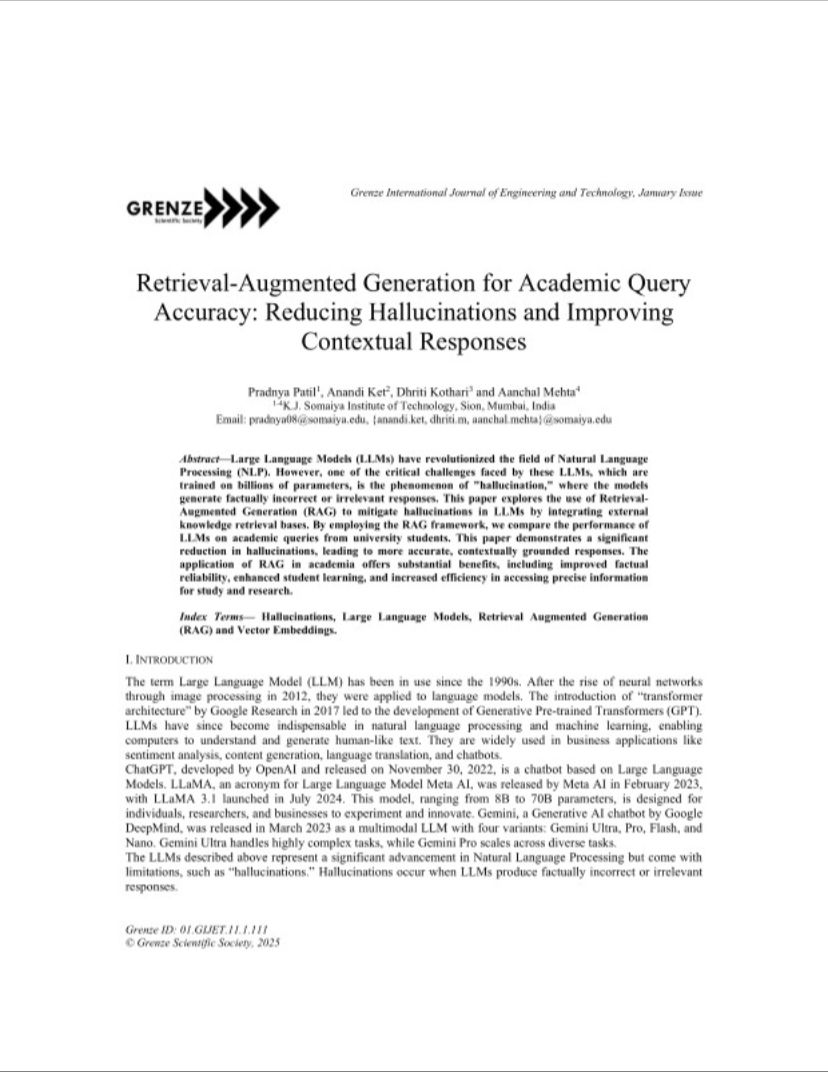 GRENZE
Scientific Society
Grenze International Journal of Engineering and Technology, January Issue
Retrieval-Augmented Generation for Academic Query
Accuracy: Reducing Hallucinations and Improving
Contextual Responses
Pradnya Patil¹, Anandi Ket², Dhriti Kothari³ and Aanchal Mehta⁴
¹⁻⁴K.J. Somaiya Institute of Technology, Sion, Mumbai, India
Email: pradnya08@somaiya.edu, {anandi.ket, dhriti.m, aanchal.mehta}@somaiya.edu
Abstract—Large Language Models (LLMs) have revolutionized the field of Natural Language
Processing (NLP). However, one of the critical challenges faced by these LLMs, which are
trained on billions of parameters, is the phenomenon of "hallucination," where the models
generate factually incorrect or irrelevant responses. This paper explores the use of Retrieval-
Augmented Generation (RAG) to mitigate hallucinations in LLMs by integrating external
knowledge retrieval bases. By employing the RAG framework, we compare the performance of
LLMs on academic queries from university students. This paper demonstrates a significant
reduction in hallucinations, leading to more accurate, contextually grounded responses. The
application of RAG in academia offers substantial benefits, including improved factual
reliability, enhanced student learning, and increased efficiency in accessing precise information
for study and research.
Index Terms— Hallucinations, Large Language Models, Retrieval Augmented Generation
(RAG) and Vector Embeddings.
I. INTRODUCTION
The term Large Language Model (LLM) has been in use since the 1990s. After the rise of neural networks
through image processing in 2012, they were applied to language models. The introduction of “transformer
architecture” by Google Research in 2017 led to the development of Generative Pre-trained Transformers (GPT).
LLMs have since become indispensable in natural language processing and machine learning, enabling
computers to understand and generate human-like text. They are widely used in business applications like
sentiment analysis, content generation, language translation, and chatbots.
ChatGPT, developed by OpenAI and released on November 30, 2022, is a chatbot based on Large Language
Models. LLaMA, an acronym for Large Language Model Meta AI, was released by Meta AI in February 2023,
with LLaMA 3.1 launched in July 2024. This model, ranging from 8B to 70B parameters, is designed for
individuals, researchers, and businesses to experiment and innovate. Gemini, a Generative AI chatbot by Google
DeepMind, was released in March 2023 as a multimodal LLM with four variants: Gemini Ultra, Pro, Flash, and
Nano. Gemini Ultra handles highly complex tasks, while Gemini Pro scales across diverse tasks.
The LLMs described above represent a significant advancement in Natural Language Processing but come with
limitations, such as “hallucinations.” Hallucinations occur when LLMs produce factually incorrect or irrelevant
responses.
Grenze ID: 01.GIJET.11.1.111
© Grenze Scientific Society, 2025